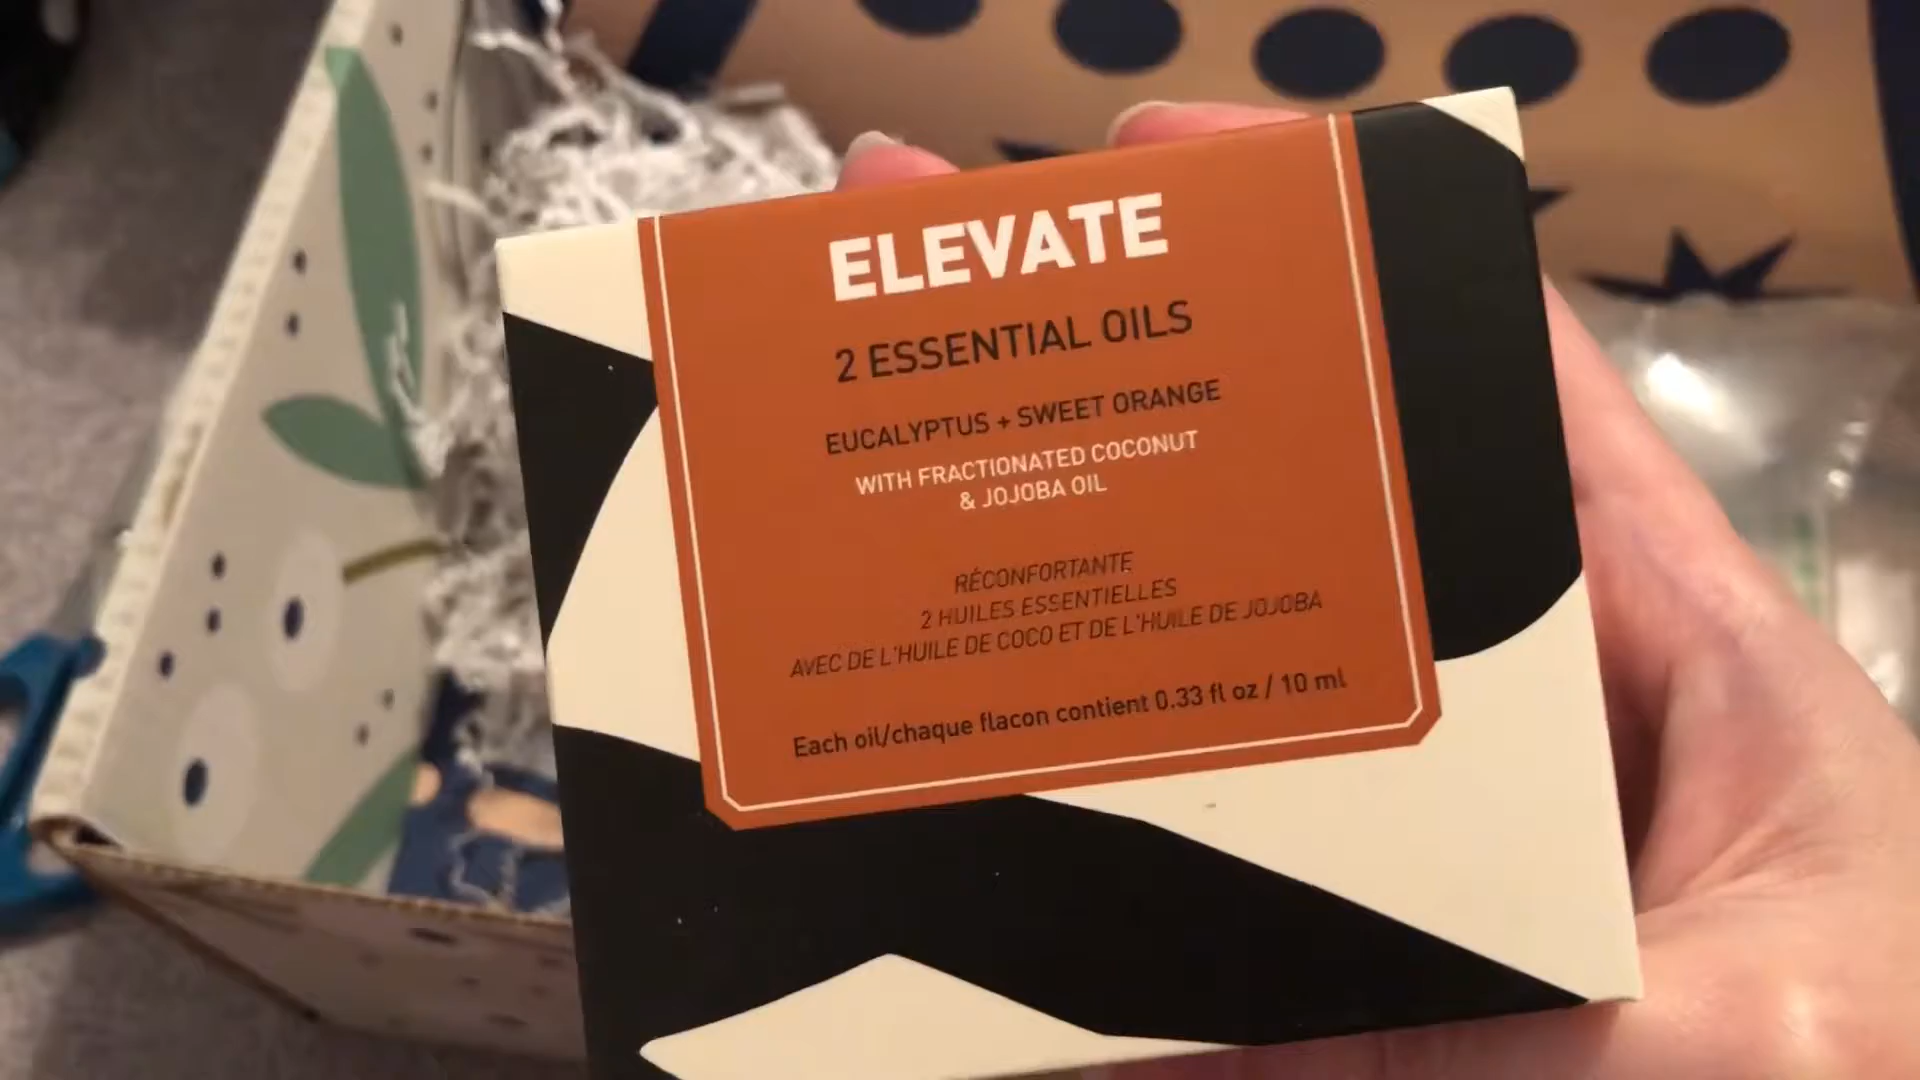 ELEVATE
2 ESSENTIAL OILS
EUCALYPTUS + SWEET ORANGE
WITH FRACTIONATED COCONUT
& JOJOBA OIL
RÉCONFORTANTE
2 HUILES ESSENTIELLES
AVEC DE L'HUILE DE COCO ET DE L'HUILE DE JOJOBA
Each oil/chaque flacon contient 0.33 fl oz / 10 ml